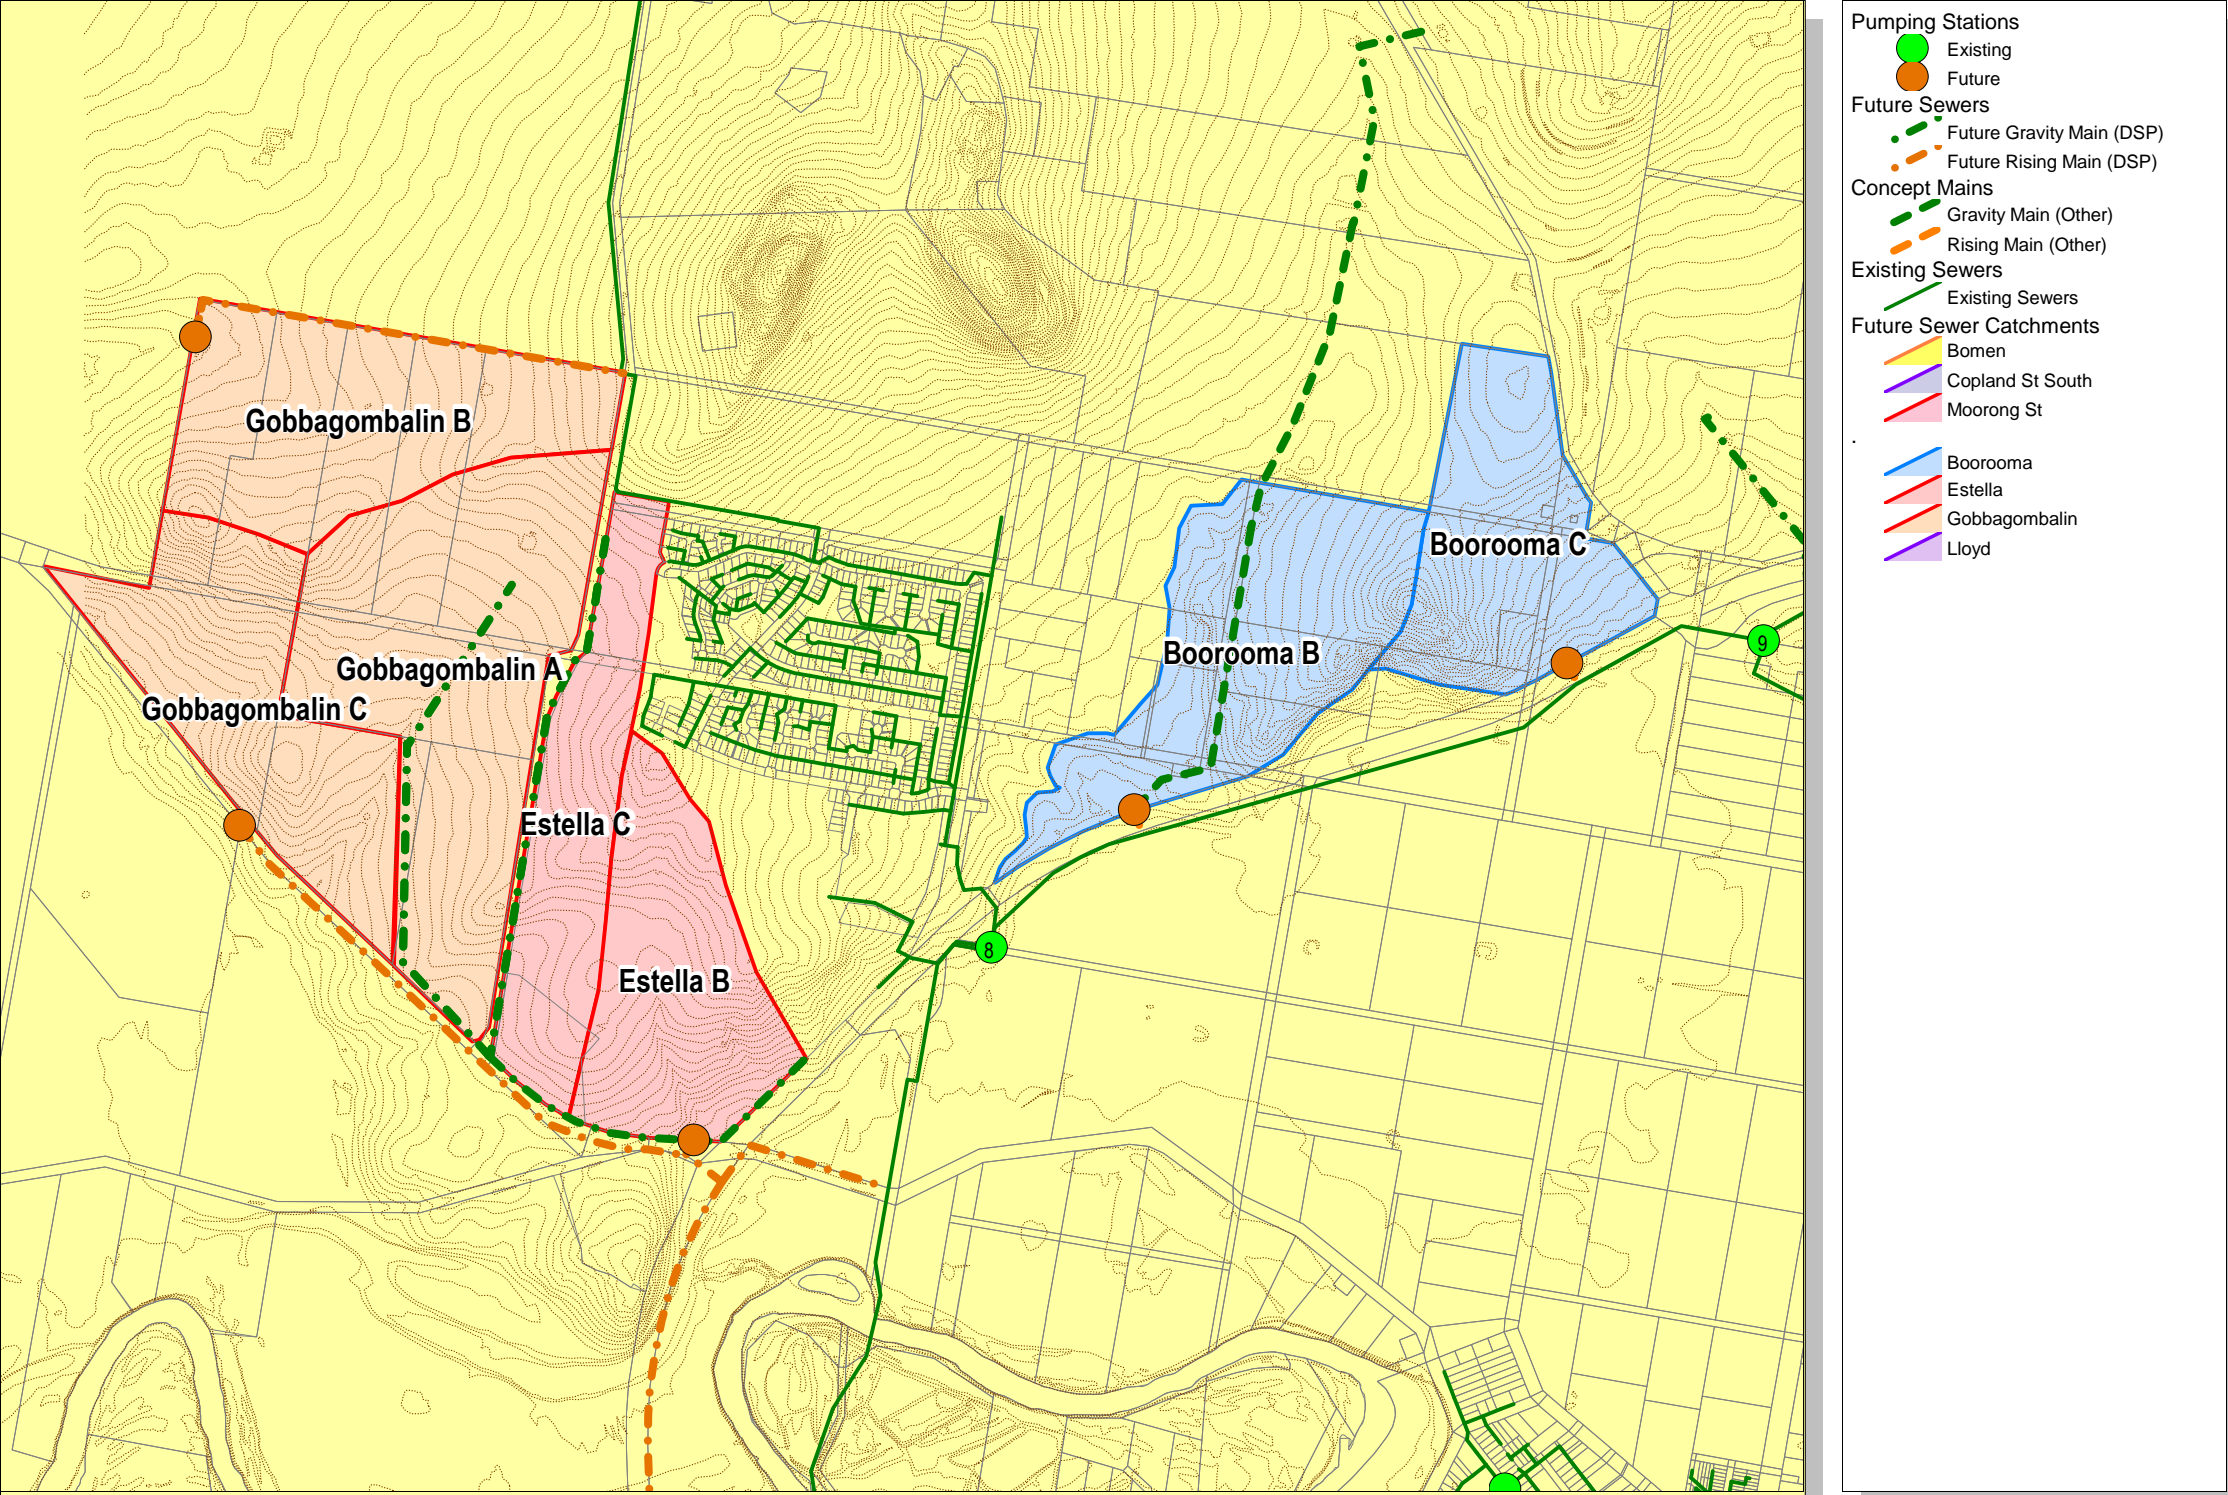 Gobbagombalin B
Boorooma C
Boorooma B
Gobbagombalin A
Gobbagombalin C
Estella C
Estella B
9
8
Pumping Stations
Existing
Future
Future Sewers
Future Gravity Main (DSP)
Future Rising Main (DSP)
Concept Mains
Gravity Main (Other)
Rising Main (Other)
Existing Sewers
Existing Sewers
Future Sewer Catchments
Bomen
Copland St South
Moorong St
.
Boorooma
Estella
Gobbagombalin
Lloyd